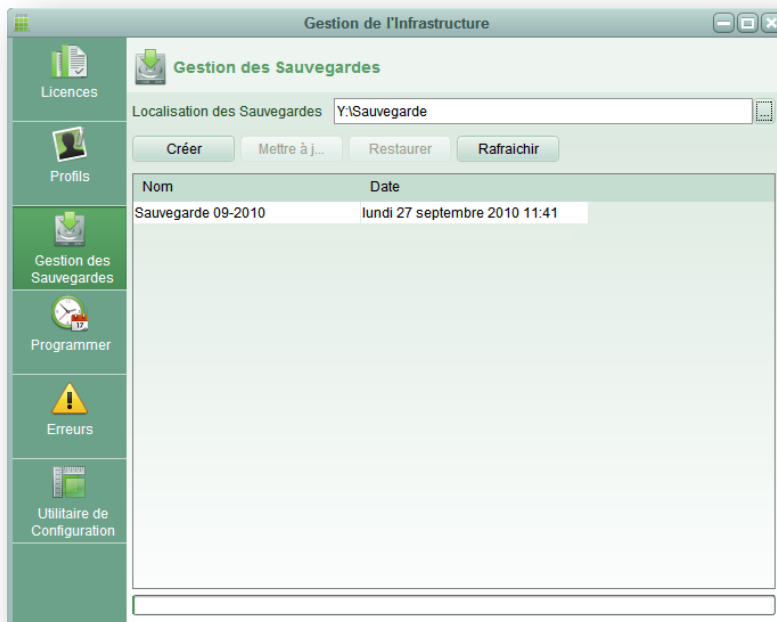 Gestion de l'Infrastructure
Licences
Profils
Gestion des
Sauvegardes
Programmer
17
Erreurs
Utilitaire de
Configuration
Gestion des Sauvegardes
Localisation des Sauvegardes Y:\Sauvegarde ...
Créer Mettre à j... Restaurer Rafraichir
Nom Date
Sauvegarde 09-2010 lundi 27 septembre 2010 11:41